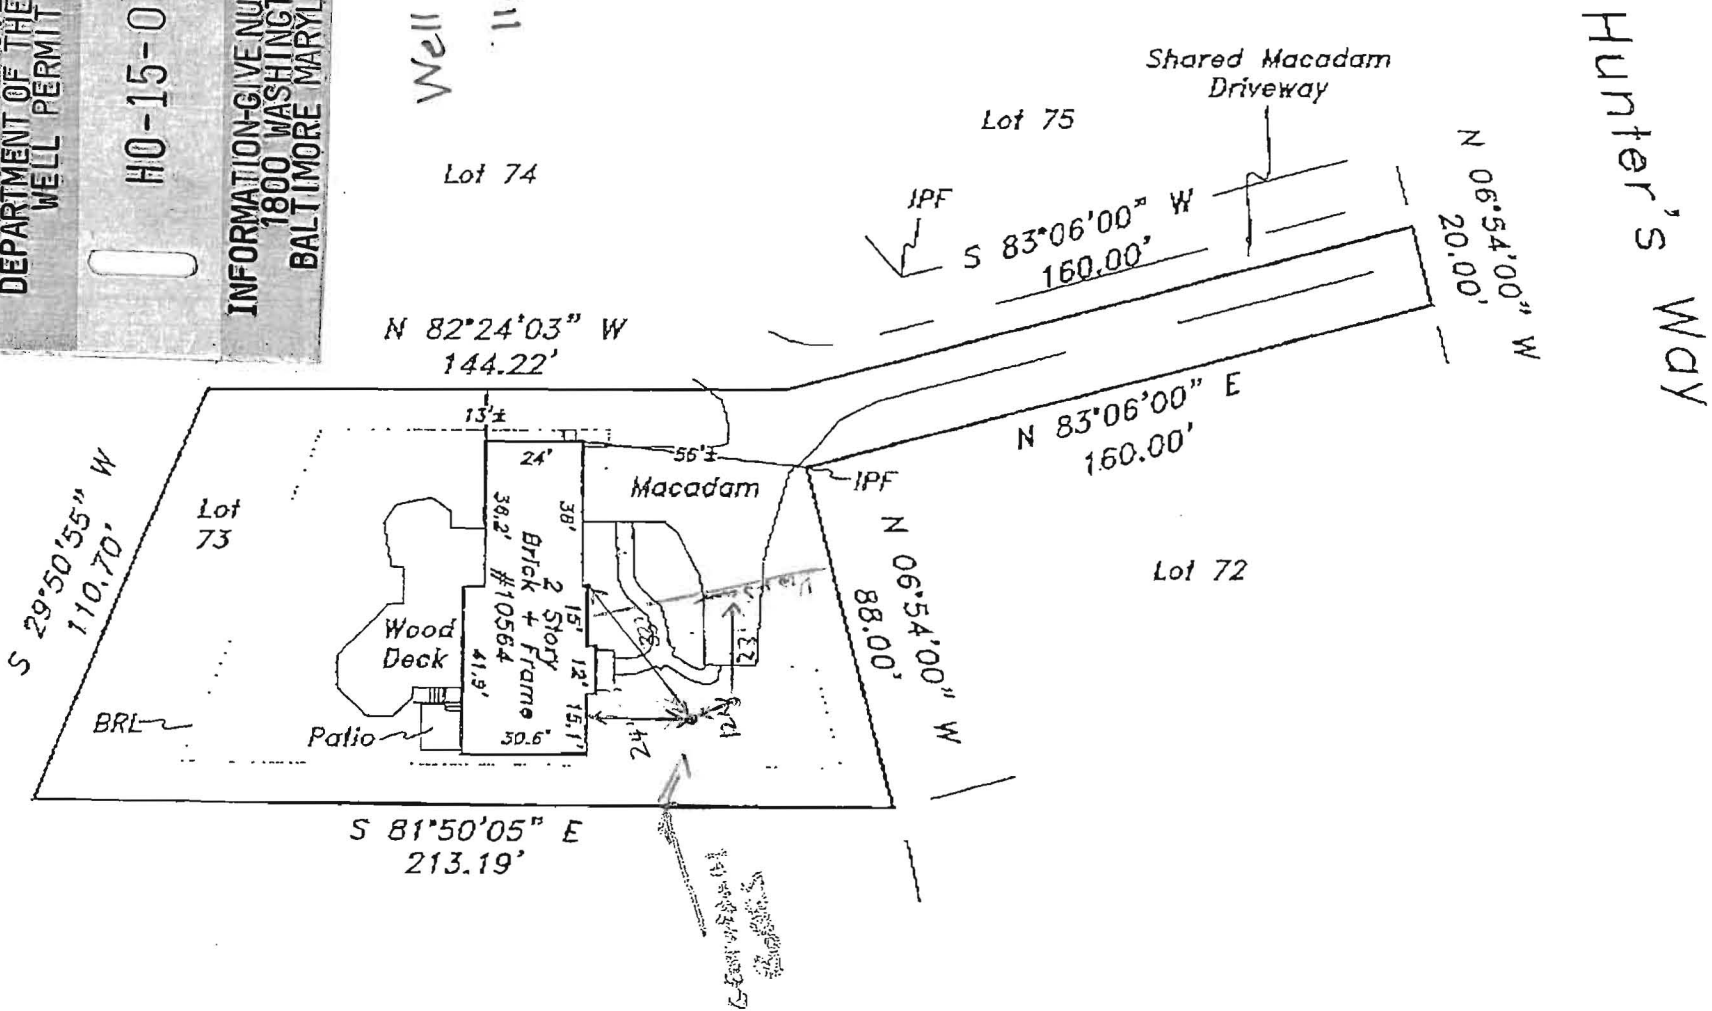 DEPARTMENT OF THE
WELL PERMIT
HO-15-0
INFORMATION-GIVE NU
1800 WASHINGT
BALTIMORE MARYL
Well
Hunter's Way
Shared Macadam
Driveway
Lot 75
Lot 74
IPF
S 83°06'00" W
160.00'
N 06°54'00" W
20.00'
N 82°24'03" W
144.22'
N 83°06'00" E
160.00'
13'±
24'
56'±
Macadam
IPF
Lot
73
S 29°50'55" W
110.70'
38.2'
38'
2 Story
Brick + Frame
#10564
15'
12'
15.1'
41.9'
30.6'
Wood
Deck
N 06°54'00" W
88.00'
Lot 72
BRL
Patio
24'
S 81°50'05" E
213.19'